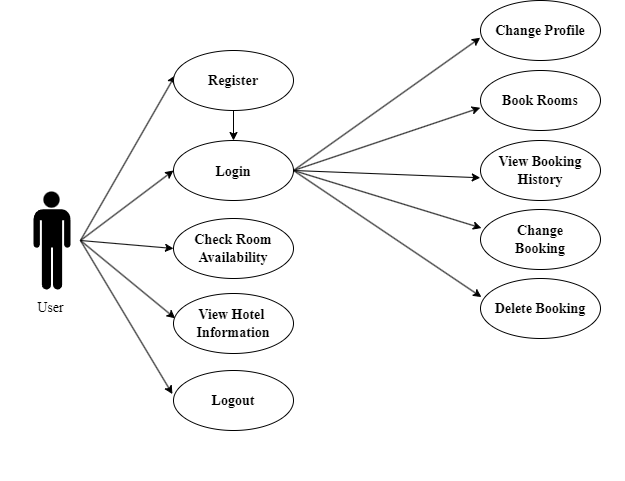 Change Profile
Register
Book Rooms
Login
View Booking
History
Check Room
Availability
Change
Booking
User
View Hotel
Information
Delete Booking
Logout